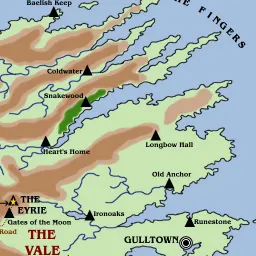 Baelish Keep
THE FINGERS
Coldwater
Snakewood
Heart's Home
Longbow Hall
Old Anchor
THE
EYRIE
Gates of the Moon
Ironoaks
Runestone
Road
THE
VALE
GULLTOWN